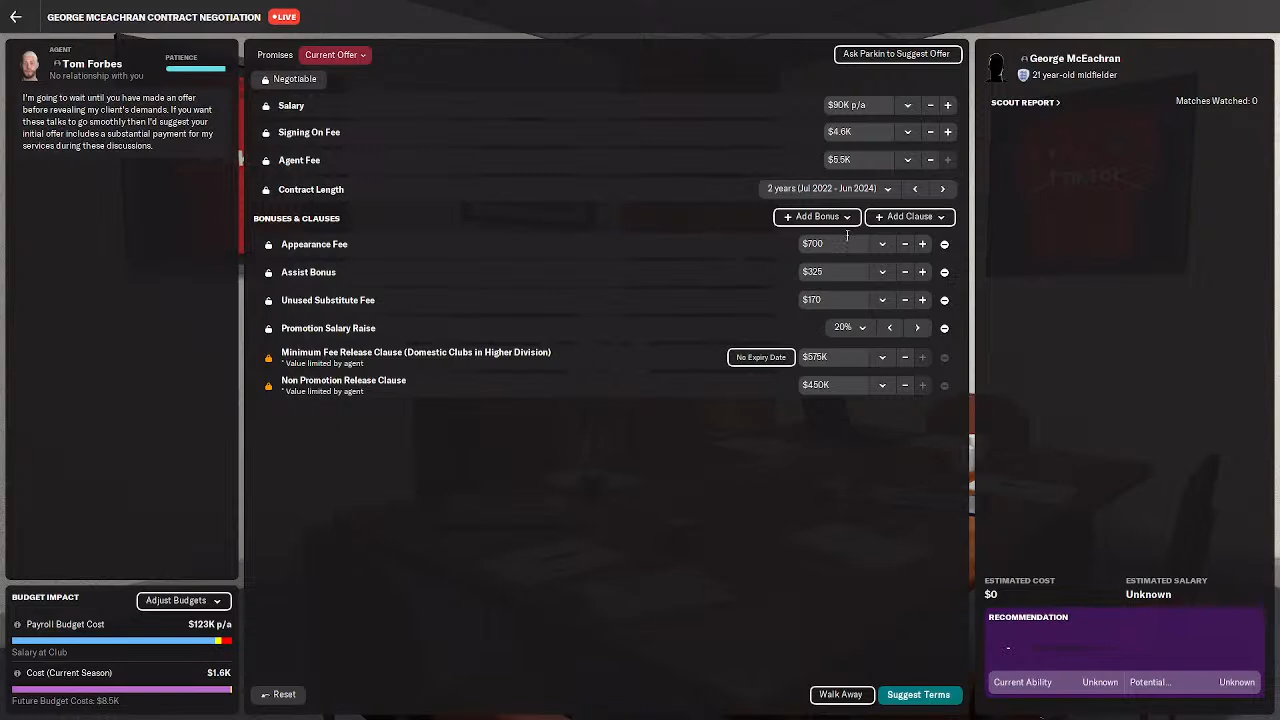 GEORGE MCEACHRAN CONTRACT NEGOTIATION
LIVE
AGENT
Tom Forbes
No relationship with you
PATIENCE
I'm going to wait until you have made an offer
before revealing my client's demands. If you want
these talks to go smoothly then I'd suggest your
initial offer includes a substantial payment for my
services during these discussions.
BUDGET IMPACT
Adjust Budgets
Payroll Budget Cost $123K p/a
Salary at Club
Cost (Current Season) $1.6K
Future Budget Costs: $8.5K
Promises Current Offer
Ask Parkin to Suggest Offer
Negotiable
Salary $90K p/a
Signing On Fee $4.6K
Agent Fee $5.5K
Contract Length 2 years (Jul 2022 - Jun 2024)
BONUSES & CLAUSES
+ Add Bonus + Add Clause
Appearance Fee $700
Assist Bonus $325
Unused Substitute Fee $170
Promotion Salary Raise 20%
Minimum Fee Release Clause (Domestic Clubs in Higher Division) No Expiry Date $575K
* Value limited by agent
Non Promotion Release Clause $450K
* Value limited by agent
Reset
Walk Away Suggest Terms
George McEachran
21 year-old midfielder
SCOUT REPORT >
Matches Watched: 0
ESTIMATED COST ESTIMATED SALARY
$0 Unknown
RECOMMENDATION
-
Current Ability Unknown Potential... Unknown